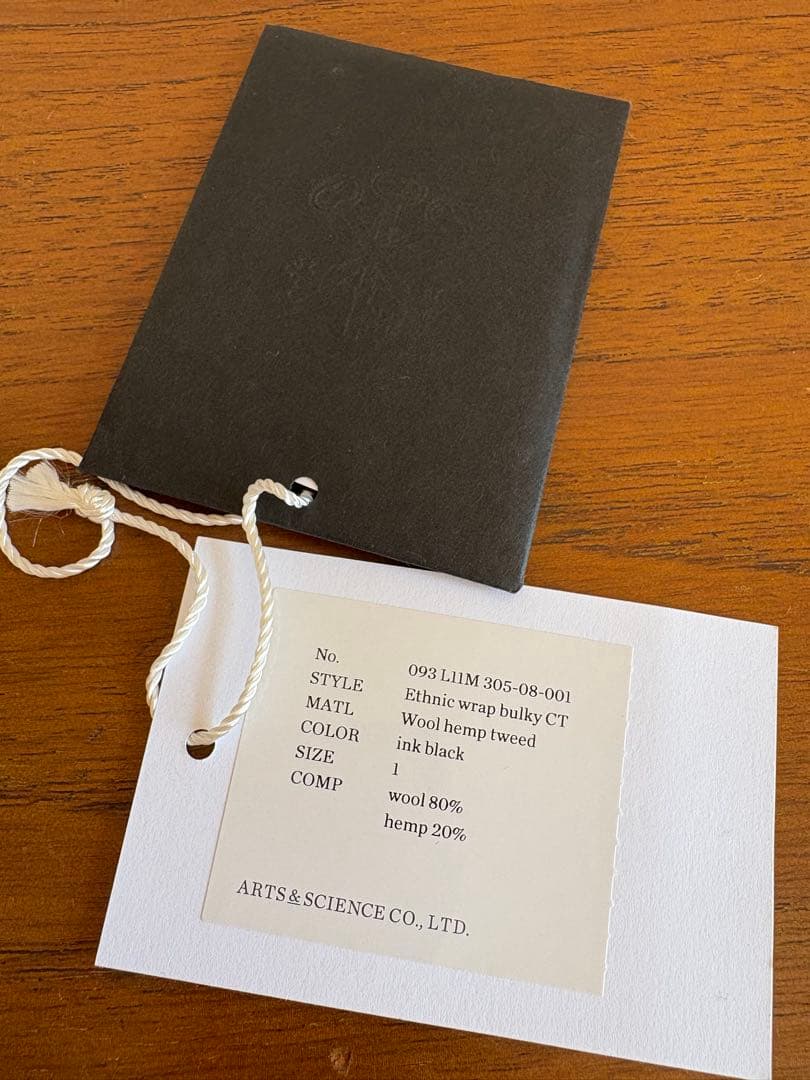 No. 093 L11M 305-08-001
STYLE Ethnic wrap bulky CT
MATL Wool hemp tweed
COLOR ink black
SIZE 1
COMP wool 80%
hemp 20%
ARTS&SCIENCE CO., LTD.